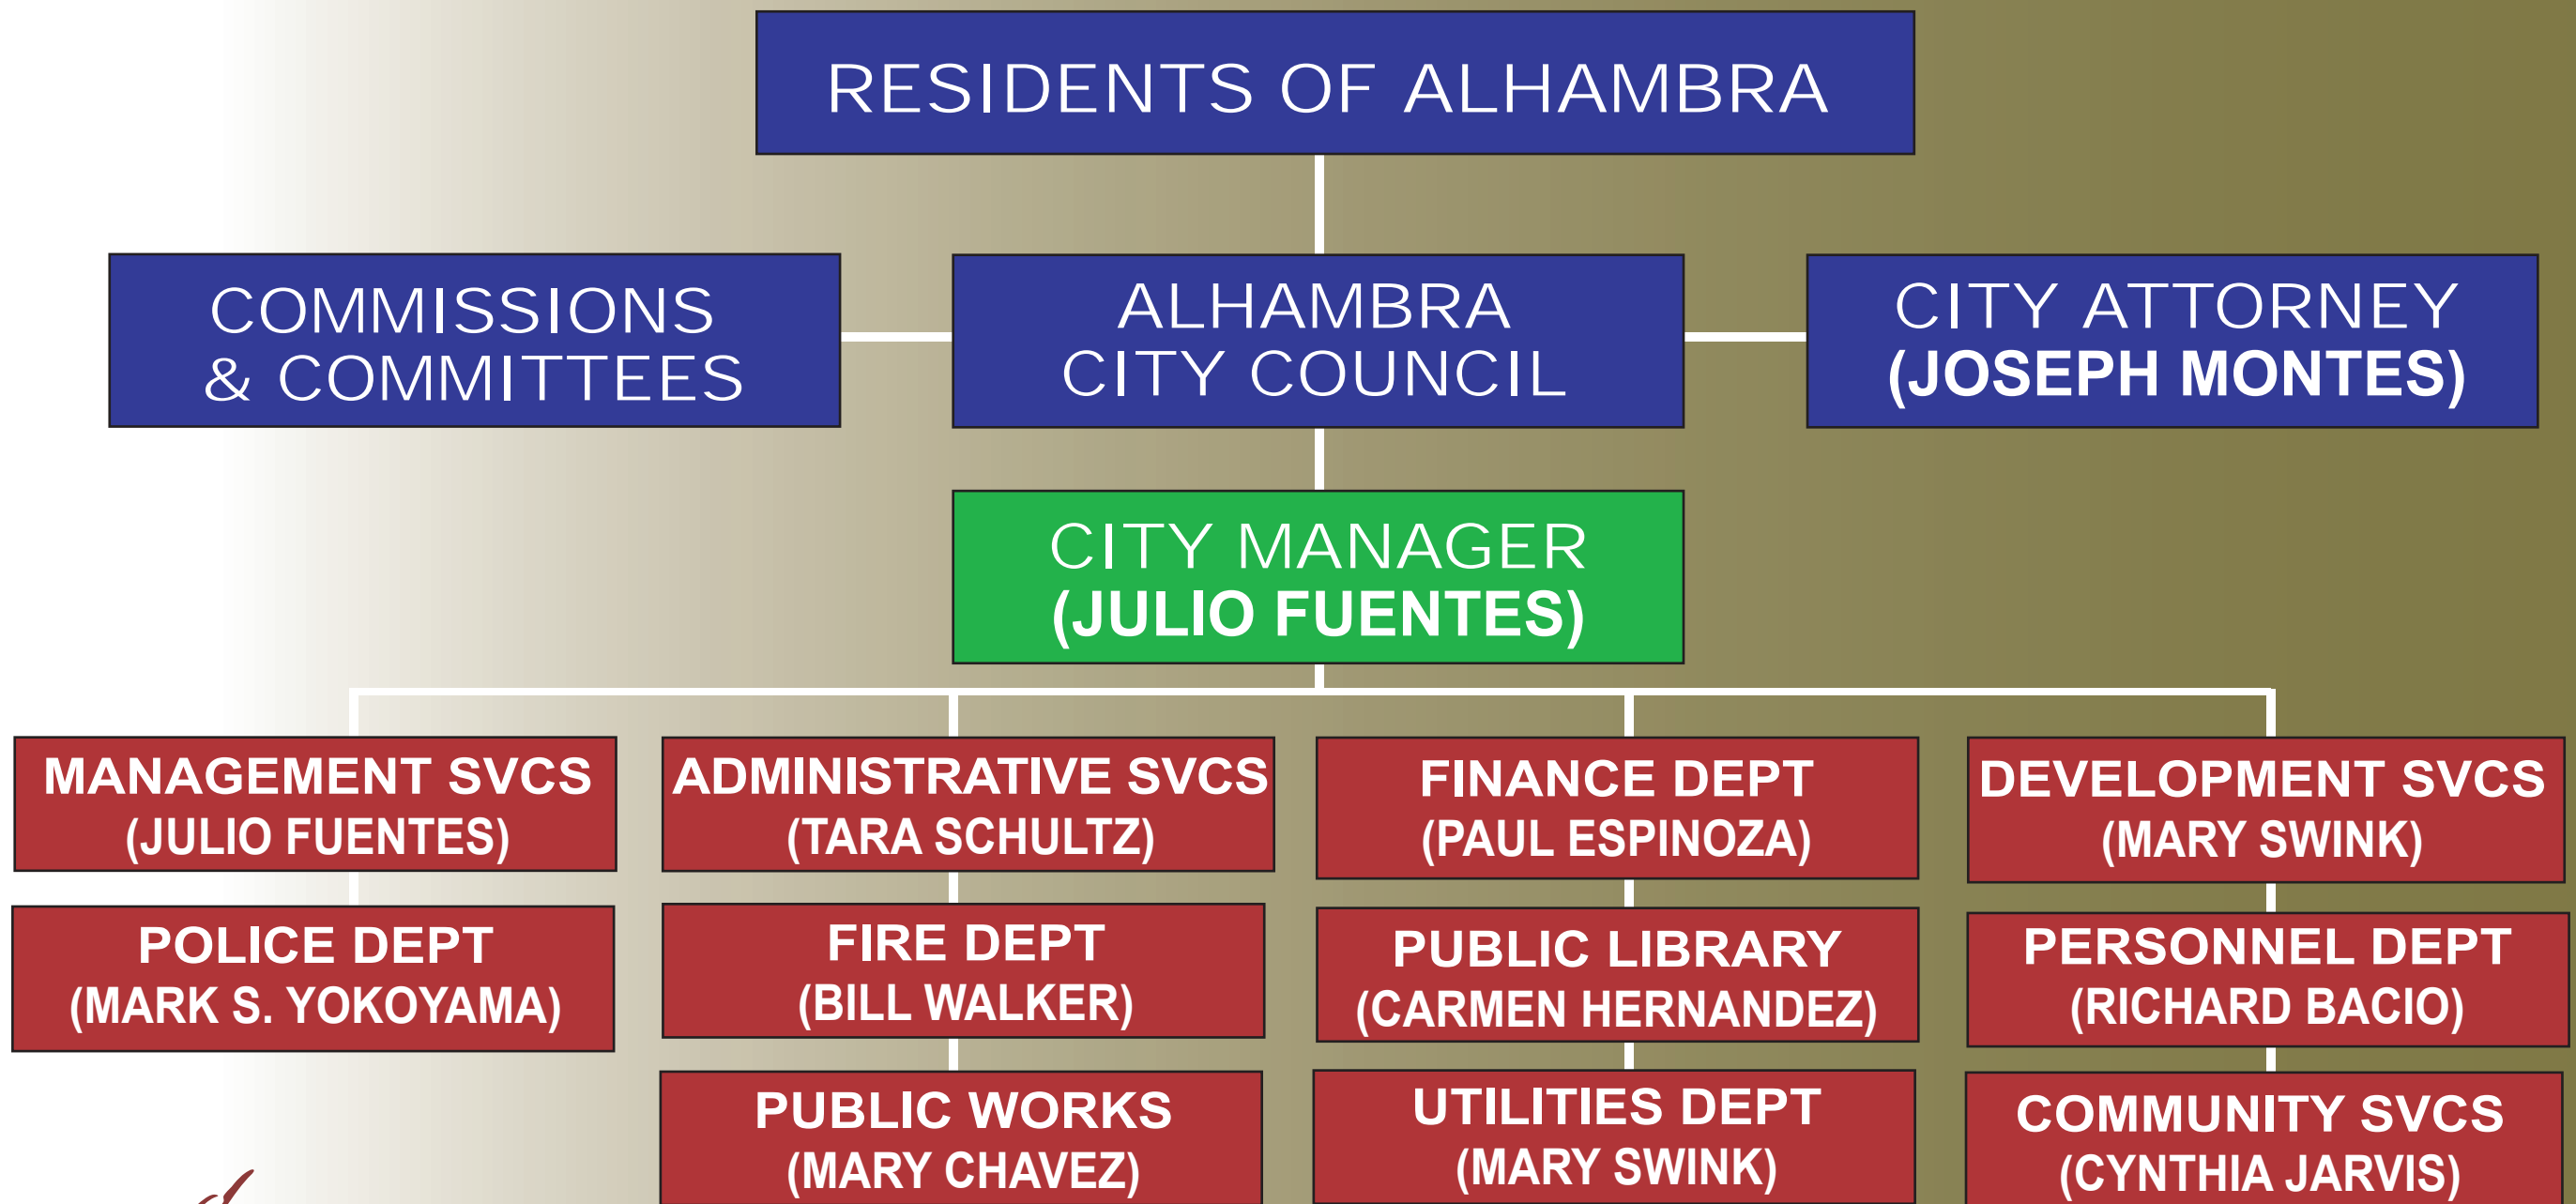 RESIDENTS OF ALHAMBRA
COMMISSIONS
& COMMITTEES
ALHAMBRA
CITY COUNCIL
CITY ATTORNEY
(JOSEPH MONTES)
CITY MANAGER
(JULIO FUENTES)
MANAGEMENT SVCS
(JULIO FUENTES)
ADMINISTRATIVE SVCS
(TARA SCHULTZ)
FINANCE DEPT
(PAUL ESPINOZA)
DEVELOPMENT SVCS
(MARY SWINK)
POLICE DEPT
(MARK S. YOKOYAMA)
FIRE DEPT
(BILL WALKER)
PUBLIC LIBRARY
(CARMEN HERNANDEZ)
PERSONNEL DEPT
(RICHARD BACIO)
PUBLIC WORKS
(MARY CHAVEZ)
UTILITIES DEPT
(MARY SWINK)
COMMUNITY SVCS
(CYNTHIA JARVIS)